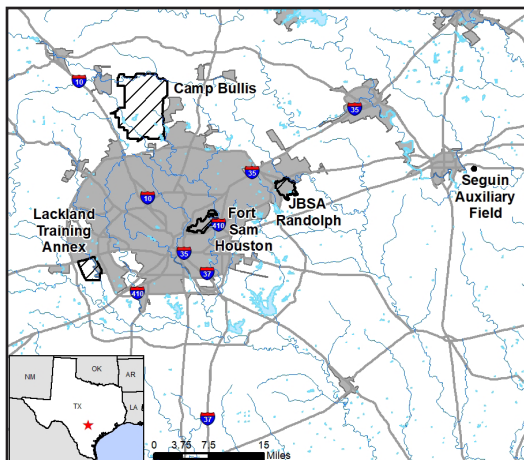 10
Camp Bullis
35
35
JBSA
Randolph
Seguin
Auxiliary
Field
10
Lackland
Training
Annex
Fort
Sam
Houston
410
35
37
410
NM
OK
AR
TX
LA
37
0 3.75 7.5 15
Miles